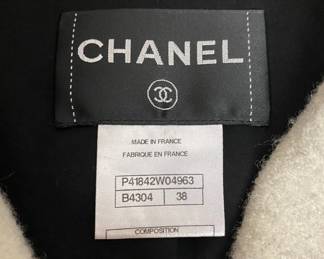 CHANEL
MADE IN FRANCE
FABRIQUE EN FRANCE
P41842W04963
B4304 38
COMPOSITION